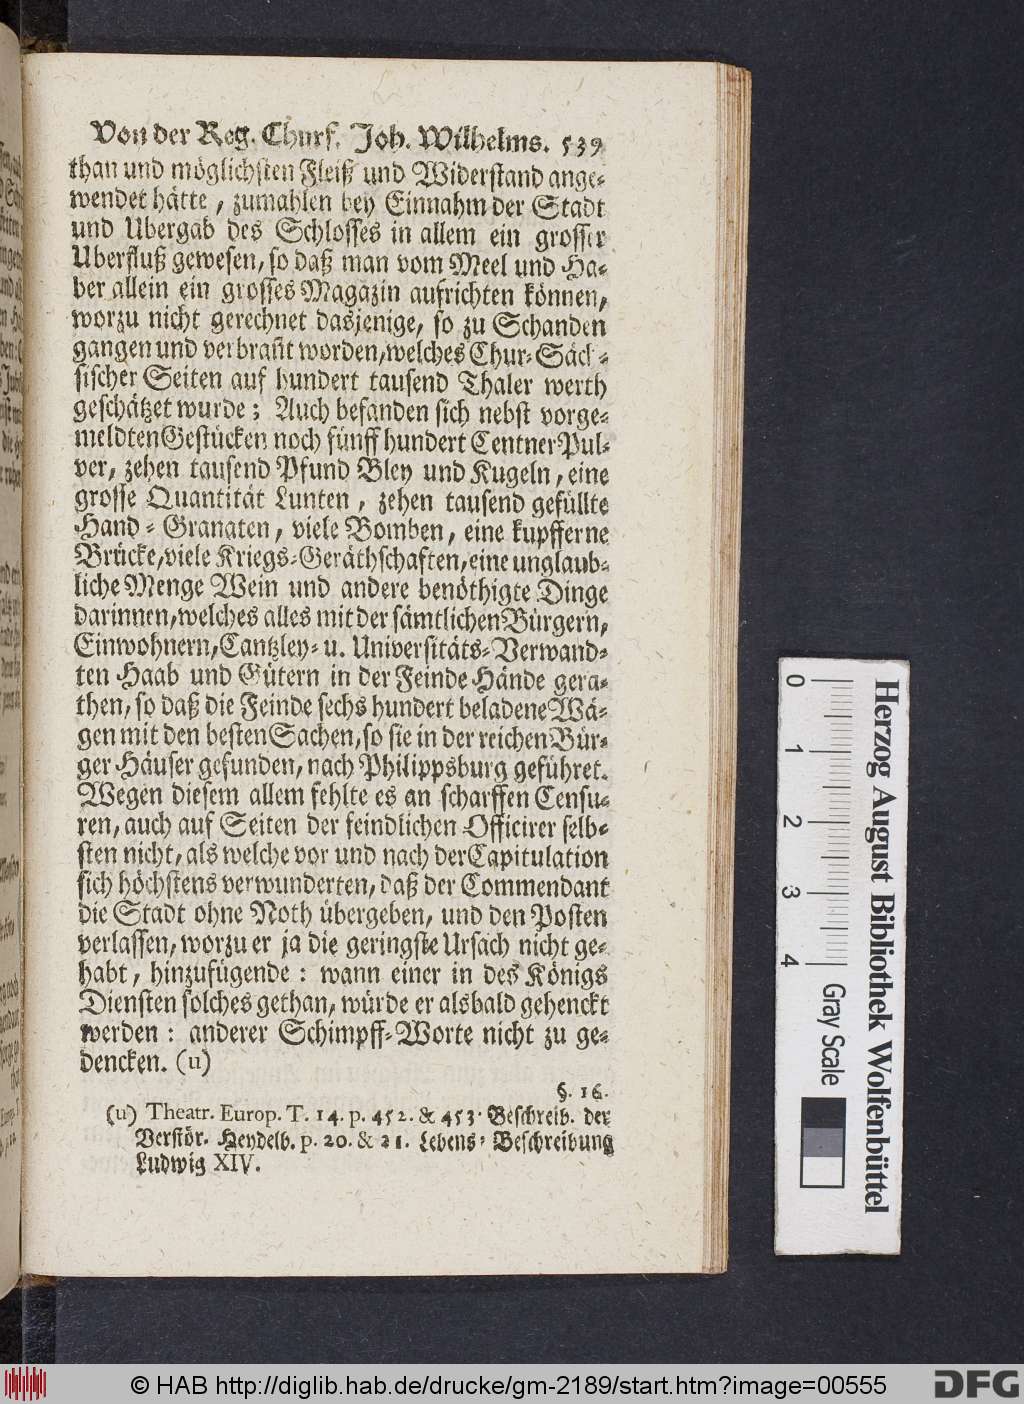 Von der Reg. Churf. Joh. Wilhelms. 539
than und möglichsten Fleiß und Widerstand ange-
wendet hätte, zumahlen bey Einnahm der Stadt
und Ubergab des Schlosses in allem ein grosser
Uberfluß gewesen, so daß man vom Meel und Ha-
ber allein ein grosses Magazin aufrichten können,
worzu nicht gerechnet dasjenige, so zu Schanden
gangen und verbrañt worden, welches Chur-Säch-
sischer Seiten auf hundert tausend Thaler werth
geschätzet wurde; Auch befanden sich nebst vorge-
meldten Gestücken noch fünff hundert Centner Pul-
ver, zehen tausend Pfund Bley und Kugeln, eine
grosse Quantität Lunten, zehen tausend gefüllte
Hand-Granaten, viele Bomben, eine kupfferne
Brücke, viele Kriegs-Geräthschaften, eine unglaub-
liche Menge Wein und andere benöthigte Dinge
darinnen, welches alles mit der sämtlichen Bürgern,
Einwohnern, Cantzley- u. Universitäts-Verwand-
ten Haab und Gütern in der Feinde Hände gera-
then, so daß die Feinde sechs hundert beladene Wä-
gen mit den besten Sachen, so sie in der reichen Bür-
ger Häuser gefunden, nach Philippsburg geführet.
Wegen diesem allem fehlte es an scharffen Censu-
ren, auch auf Seiten der feindlichen Officirer selb-
sten nicht, als welche vor und nach der Capitulation
sich höchstens verwunderten, daß der Commendant
die Stadt ohne Noth übergeben, und den Posten
verlassen, worzu er ja die geringste Ursach nicht ge-
habt, hinzufügende: wann einer in des Königs
Diensten solches gethan, würde er alsbald gehenckt
werden: anderer Schimpff-Worte nicht zu ge-
dencken. (u)
§. 16.
(u) Theatr. Europ. T. 14. p. 452. & 453. Beschreib. der
Verstör. Heydelb. p. 20. & 21. Lebens-Beschreibung
Ludwig XIV.
0 1 2 3 4
Gray Scale
Herzog August Bibliothek Wolfenbüttel
© HAB http://diglib.hab.de/drucke/gm-2189/start.htm?image=00555
DFG